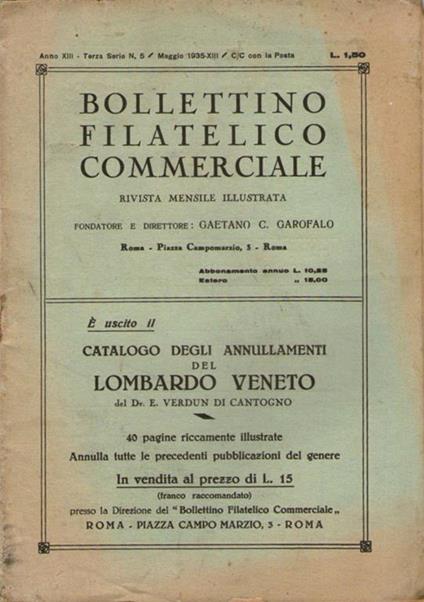 Anno XIII - Terza Serie N. 5 / Maggio 1935-XIII / C/C con la Posta L. 1,50
BOLLETTINO
FILATELICO
COMMERCIALE
RIVISTA MENSILE ILLUSTRATA
FONDATORE E DIRETTORE: GAETANO C. GAROFALO
Roma - Piazza Campomarzio, 3 - Roma
Abbonamento annuo L. 10,25
Estero „ 15,00
È uscito il
CATALOGO DEGLI ANNULLAMENTI
DEL
LOMBARDO VENETO
del Dr. E. VERDUN DI CANTOGNO
40 pagine riccamente illustrate
Annulla tutte le precedenti pubblicazioni del genere
In vendita al prezzo di L. 15
(franco raccomandato)
presso la Direzione del "Bollettino Filatelico Commerciale„
ROMA - PIAZZA CAMPO MARZIO, 3 - ROMA